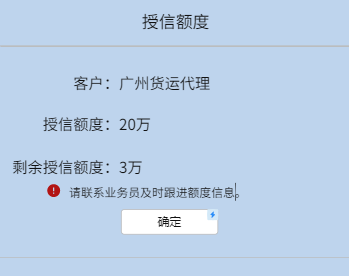 授信额度
客户：广州货运代理
授信额度：20万
剩余授信额度：3万
请联系业务员及时跟进额度信息。
确定